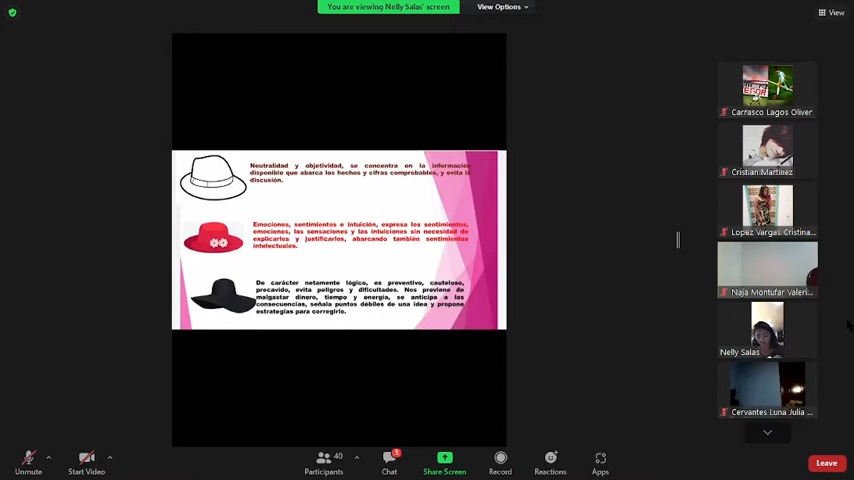 You are viewing Nelly Salas' screen
View Options
View
Neutralidad y objetividad, se concentra en la información
disponible que abarca los hechos y cifras comprobables, y evita la
discusión.
Emociones, sentimientos e intuición, expresa los sentimientos,
emociones, las sensaciones y las intuiciones sin necesidad de
explicarlos y justificarlos, abarcando también sentimientos
intelectuales.
De carácter netamente lógico, es preventivo, cauteloso,
precavido, evita peligros y dificultades. Nos previene de
malgastar dinero, tiempo y energía, se anticipa a las
consecuencias, señala puntos débiles de una idea y propone
estrategias para corregirlo.
ERROR
Carrasco Lagos Oliver
Cristian Martinez
Lopez Vargas Cristina...
Naja Montufar Valeri...
Nelly Salas
Cervantes Luna Julia ...
Unmute
Start Video
40
Participants
3
Chat
Share Screen
Record
Reactions
Apps
Leave